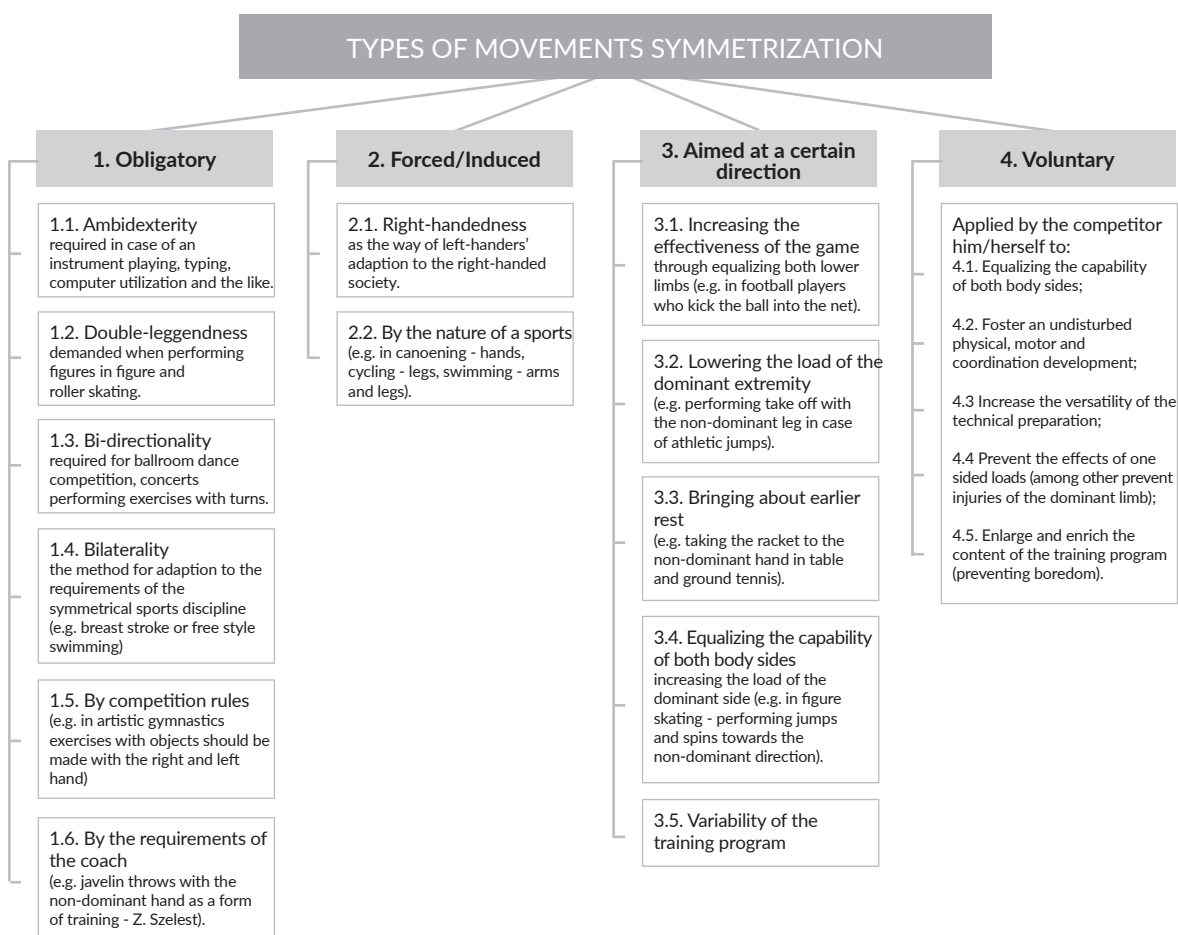 TYPES OF MOVEMENTS SYMMETRIZATION
1. Obligatory
1.1. Ambidexterity
required in case of an
instrument playing, typing,
computer utilization and the like.
1.2. Double-leggendness
demanded when performing
figures in figure and
roller skating.
1.3. Bi-directionality
required for ballroom dance
competition, concerts
performing exercises with turns.
1.4. Bilaterality
the method for adaption to the
requirements of the
symmetrical sports discipline
(e.g. breast stroke or free style
swimming)
1.5. By competition rules
(e.g. in artistic gymnastics
exercises with objects should be
made with the right and left
hand)
1.6. By the requirements of
the coach
(e.g. javelin throws with the
non-dominant hand as a form
of training - Z. Szelest).
2. Forced/Induced
2.1. Right-handedness
as the way of left-handers’
adaption to the right-handed
society.
2.2. By the nature of a sports
(e.g. in canoening - hands,
cycling - legs, swimming - arms
and legs).
3. Aimed at a certain
direction
3.1. Increasing the
effectiveness of the game
through equalizing both lower
limbs (e.g. in football players
who kick the ball into the net).
3.2. Lowering the load of the
dominant extremity
(e.g. performing take off with
the non-dominant leg in case
of athletic jumps).
3.3. Bringing about earlier
rest
(e.g. taking the racket to the
non-dominant hand in table
and ground tennis).
3.4. Equalizing the capability
of both body sides
increasing the load of the
dominant side (e.g. in figure
skating - performing jumps
and spins towards the
non-dominant direction).
3.5. Variability of the
training program
4. Voluntary
Applied by the competitor
him/herself to:
4.1. Equalizing the capability
of both body sides;
4.2. Foster an undisturbed
physical, motor and
coordination development;
4.3 Increase the versatility of the
technical preparation;
4.4 Prevent the effects of one
sided loads (among other prevent
injuries of the dominant limb);
4.5. Enlarge and enrich the
content of the training program
(preventing boredom).